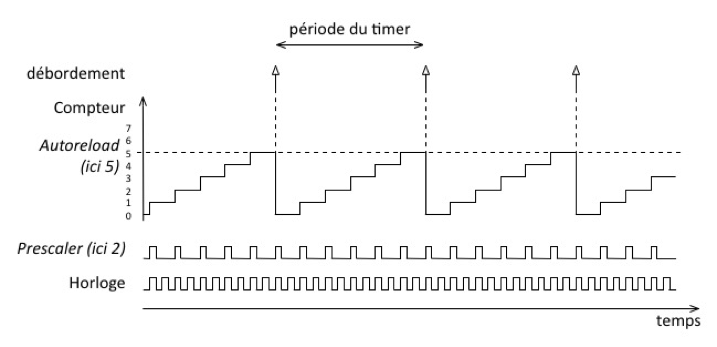 période du timer
débordement
Compteur
7
6
Autoreload
5
(ici 5)
4
3
2
1
0
Prescaler (ici 2)
Horloge
temps